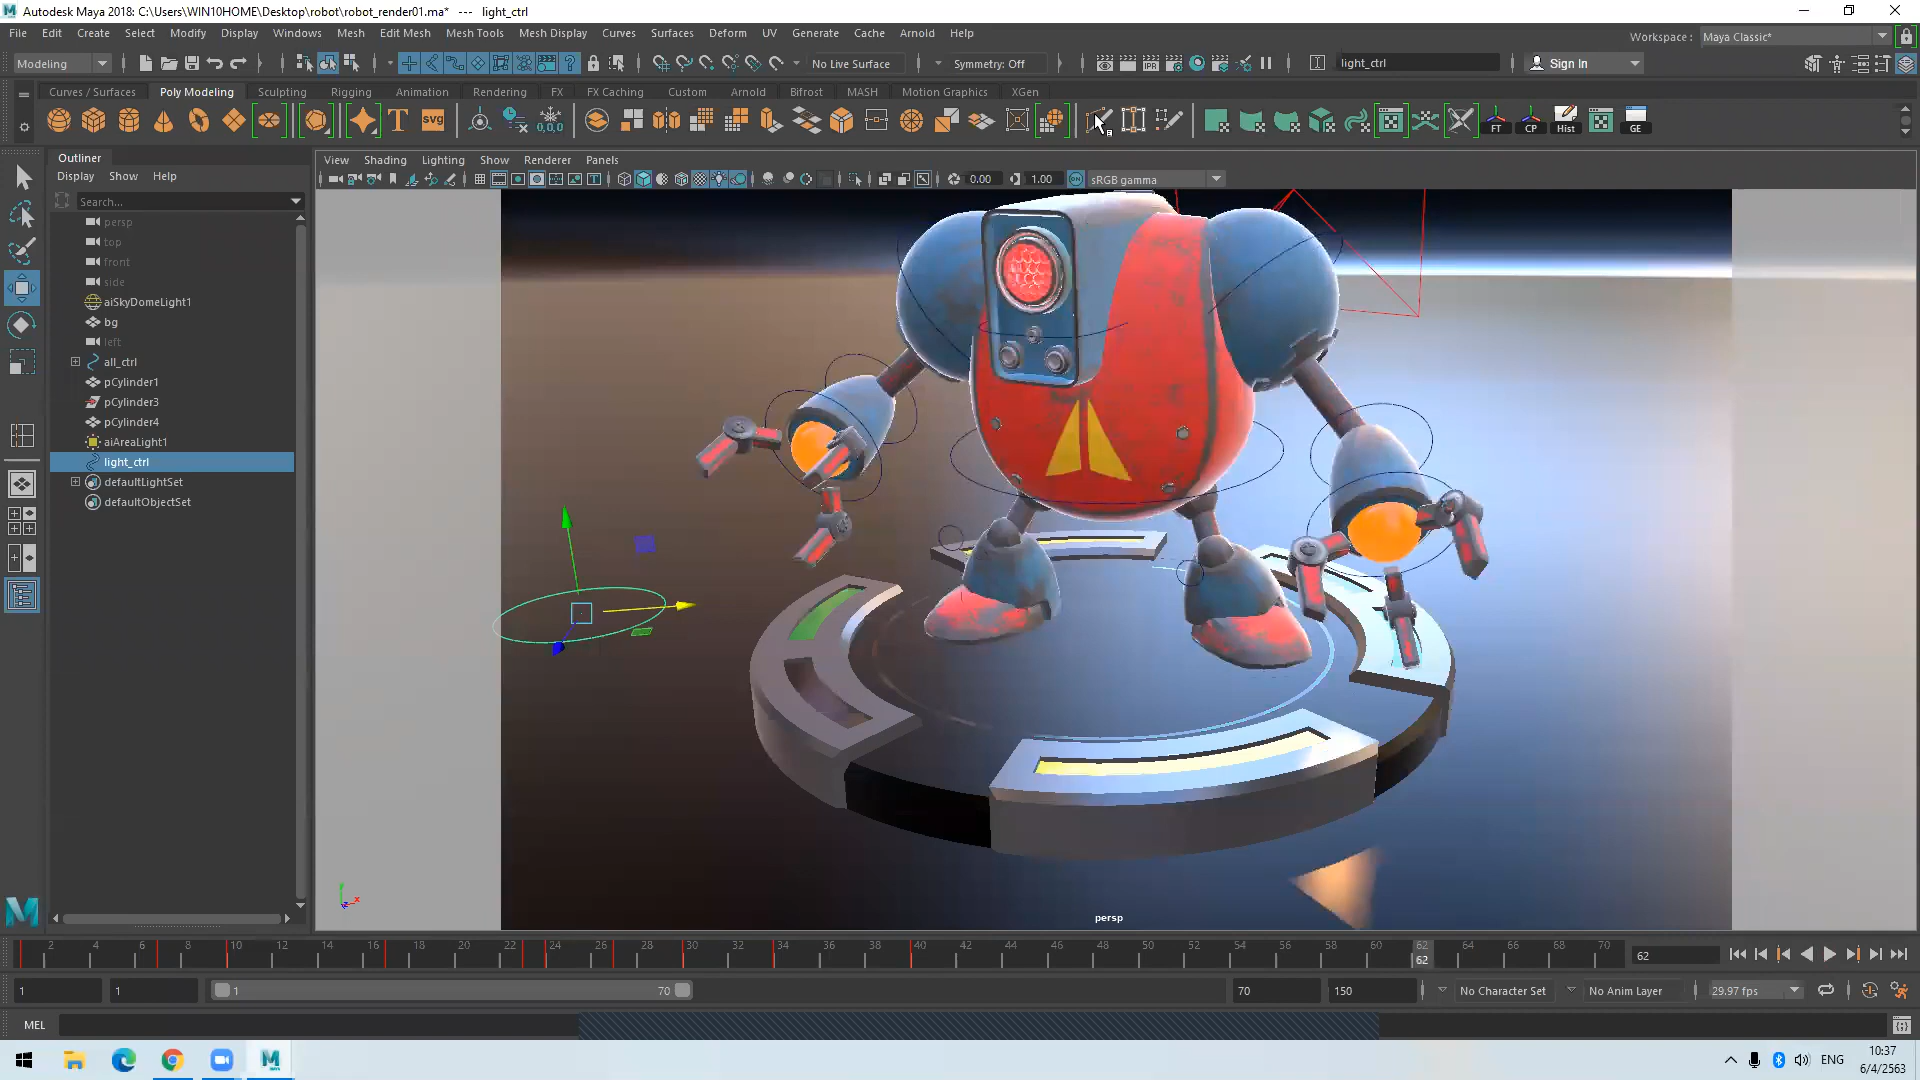 Autodesk Maya 2018: C:\Users\WIN10HOME\Desktop\robot\robot_render01.ma* --- light_ctrl
File Edit Create Select Modify Display Windows Mesh Edit Mesh Mesh Tools Mesh Display Curves Surfaces Deform UV Generate Cache Arnold Help
Workspace : Maya Classic*
Modeling No Live Surface Symmetry: Off light_ctrl Sign In
Curves / Surfaces Poly Modeling Sculpting Rigging Animation Rendering FX FX Caching Custom Arnold Bifrost MASH Motion Graphics XGen
T SVG 0,0,0 FT CP Hist GE
Outliner
Display Show Help
Search...
persp
top
front
side
aiSkyDomeLight1
bg
left
all_ctrl
pCylinder1
pCylinder3
pCylinder4
aiAreaLight1
light_ctrl
defaultLightSet
defaultObjectSet
View Shading Lighting Show Renderer Panels
0.00 1.00 sRGB gamma
persp
2 4 6 8 10 12 14 16 18 20 22 24 26 28 30 32 34 36 38 40 42 44 46 48 50 52 54 56 58 60 62 64 66 68 70
62
62
1 1 1 70 70 150 No Character Set No Anim Layer 29.97 fps
MEL
ENG
10:37
6/4/2563